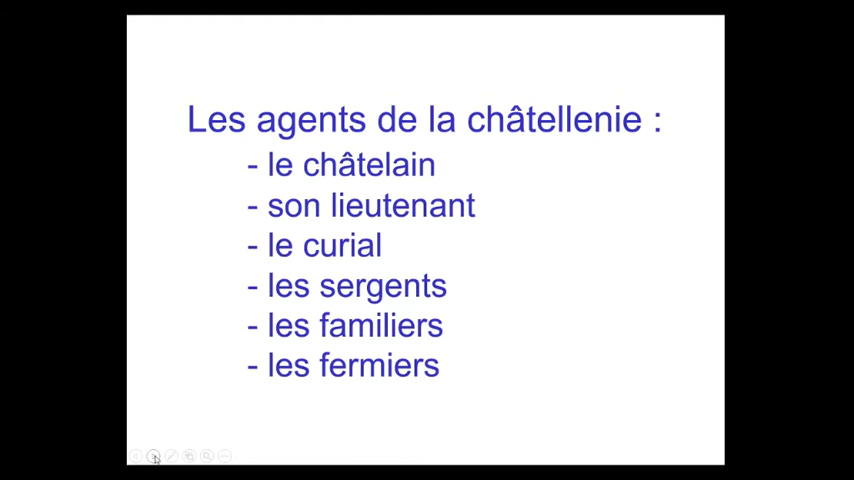 Les agents de la châtellenie :
- le châtelain
- son lieutenant
- le curial
- les sergents
- les familiers
- les fermiers